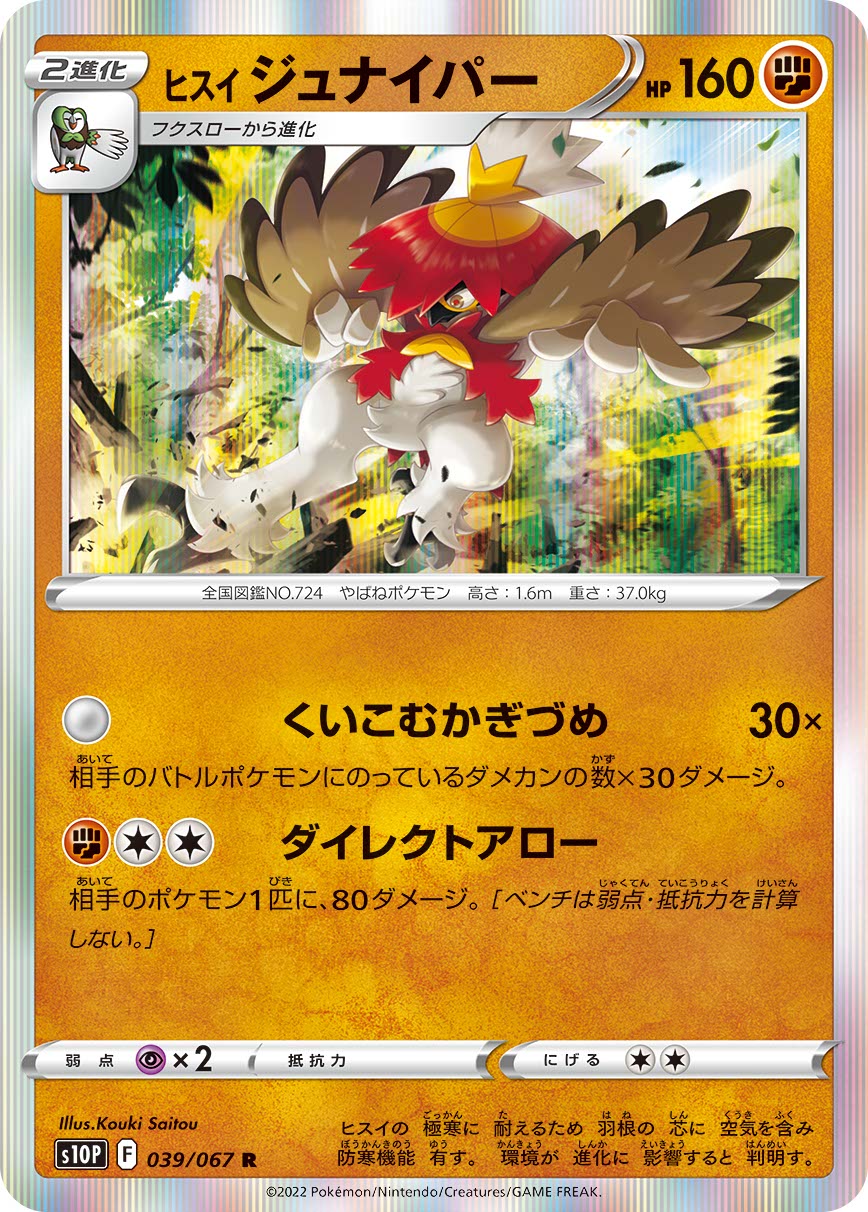 2進化
ヒスイ ジュナイパー
HP 160
フクスローから進化
全国図鑑NO.724 やばねポケモン 高さ:1.6m 重さ:37.0kg
くいこむかぎづめ 30×
相手のバトルポケモンにのっているダメカンの数×30ダメージ。
ダイレクトアロー
相手のポケモン1匹に、80ダメージ。[ベンチは弱点・抵抗力を計算
しない。]
弱点 ×2 抵抗力 にげる
Illus.Kouki Saitou
s10P F 039/067 R
ヒスイの 極寒に 耐えるため 羽根の 芯に 空気を含み
防寒機能 有す。 環境が 進化に 影響すると 判明す。
©2022 Pokémon/Nintendo/Creatures/GAME FREAK.